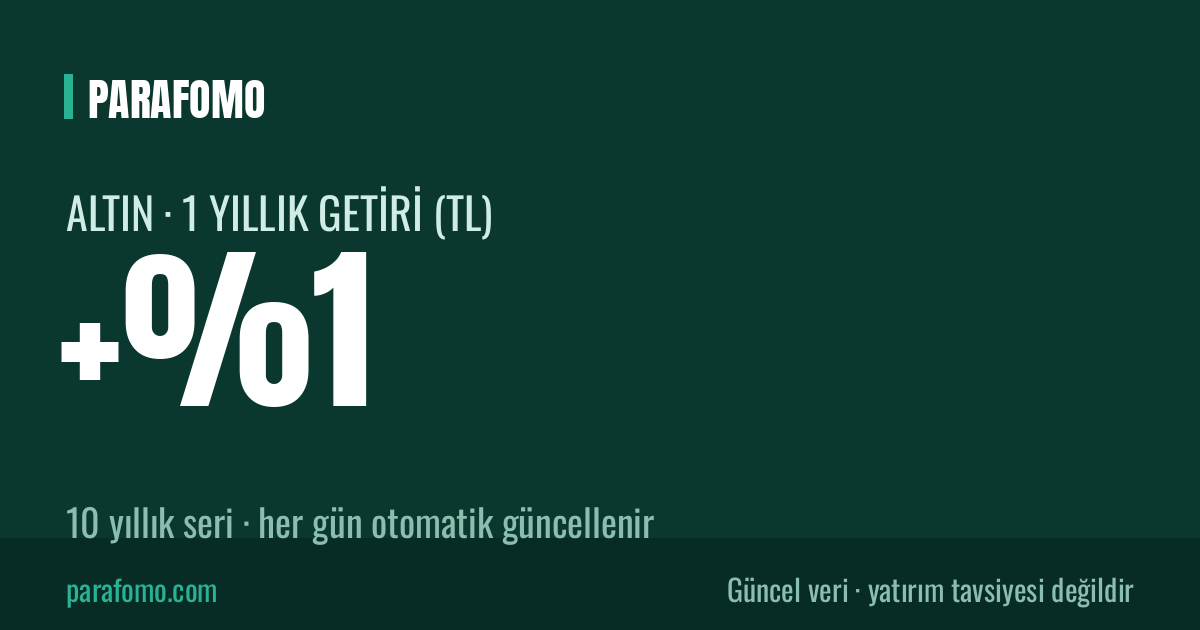 PARAFOMO
ALTIN · 1 YILLIK GETİRİ (TL)
+%1
10 yıllık seri · her gün otomatik güncellenir
parafomo.com
Güncel veri · yatırım tavsiyesi değildir